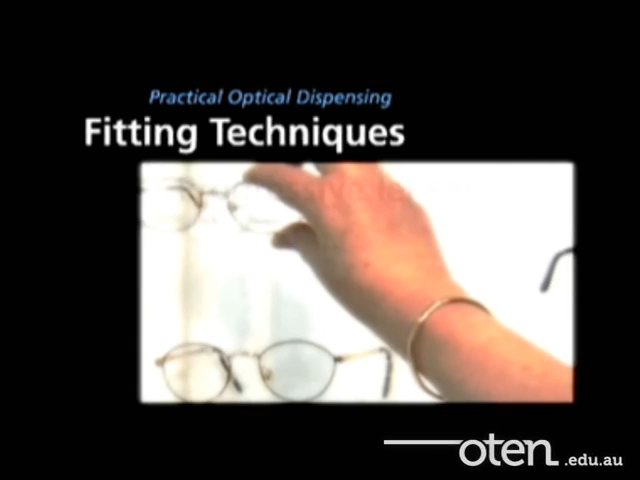 Practical Optical Dispensing
Fitting Techniques
oten.edu.au